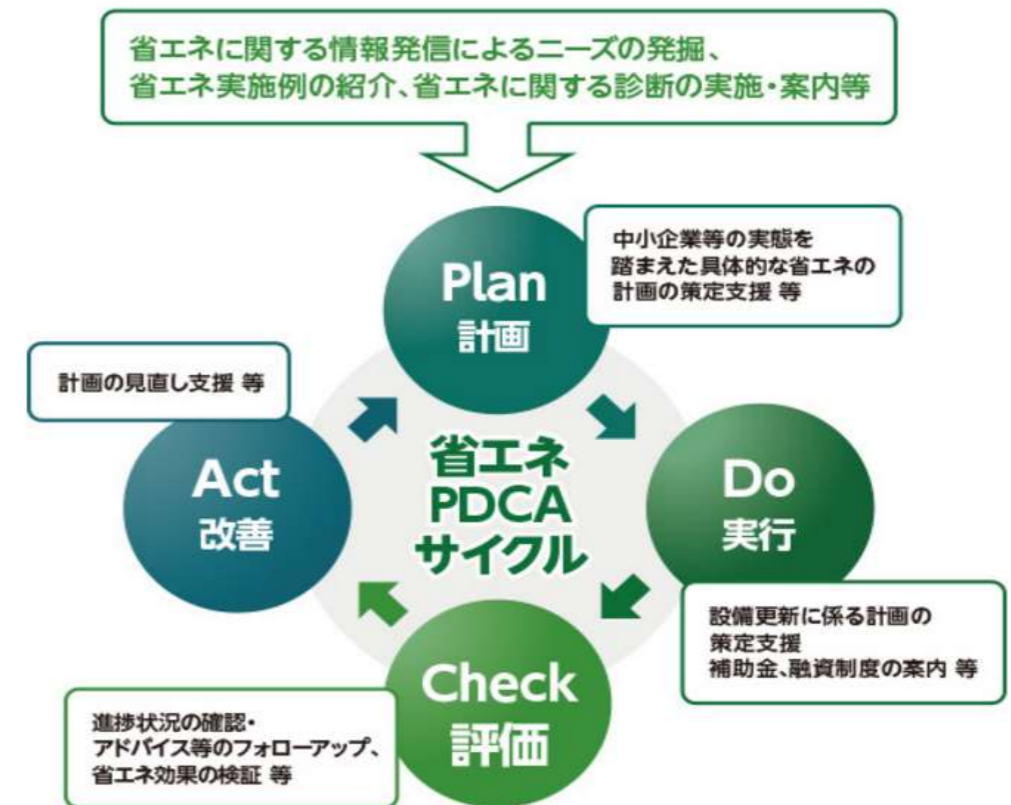 省エネに関する情報発信によるニーズの発掘、
省エネ実施例の紹介、省エネに関する診断の実施・案内等
Plan
計画
中小企業等の実態を
踏まえた具体的な省エネの
計画の策定支援 等
計画の見直し支援 等
Act
改善
省エネ
PDCA
サイクル
Do
実行
設備更新に係る計画の
策定支援
補助金、融資制度の案内 等
Check
評価
進捗状況の確認・
アドバイス等のフォローアップ、
省エネ効果の検証 等